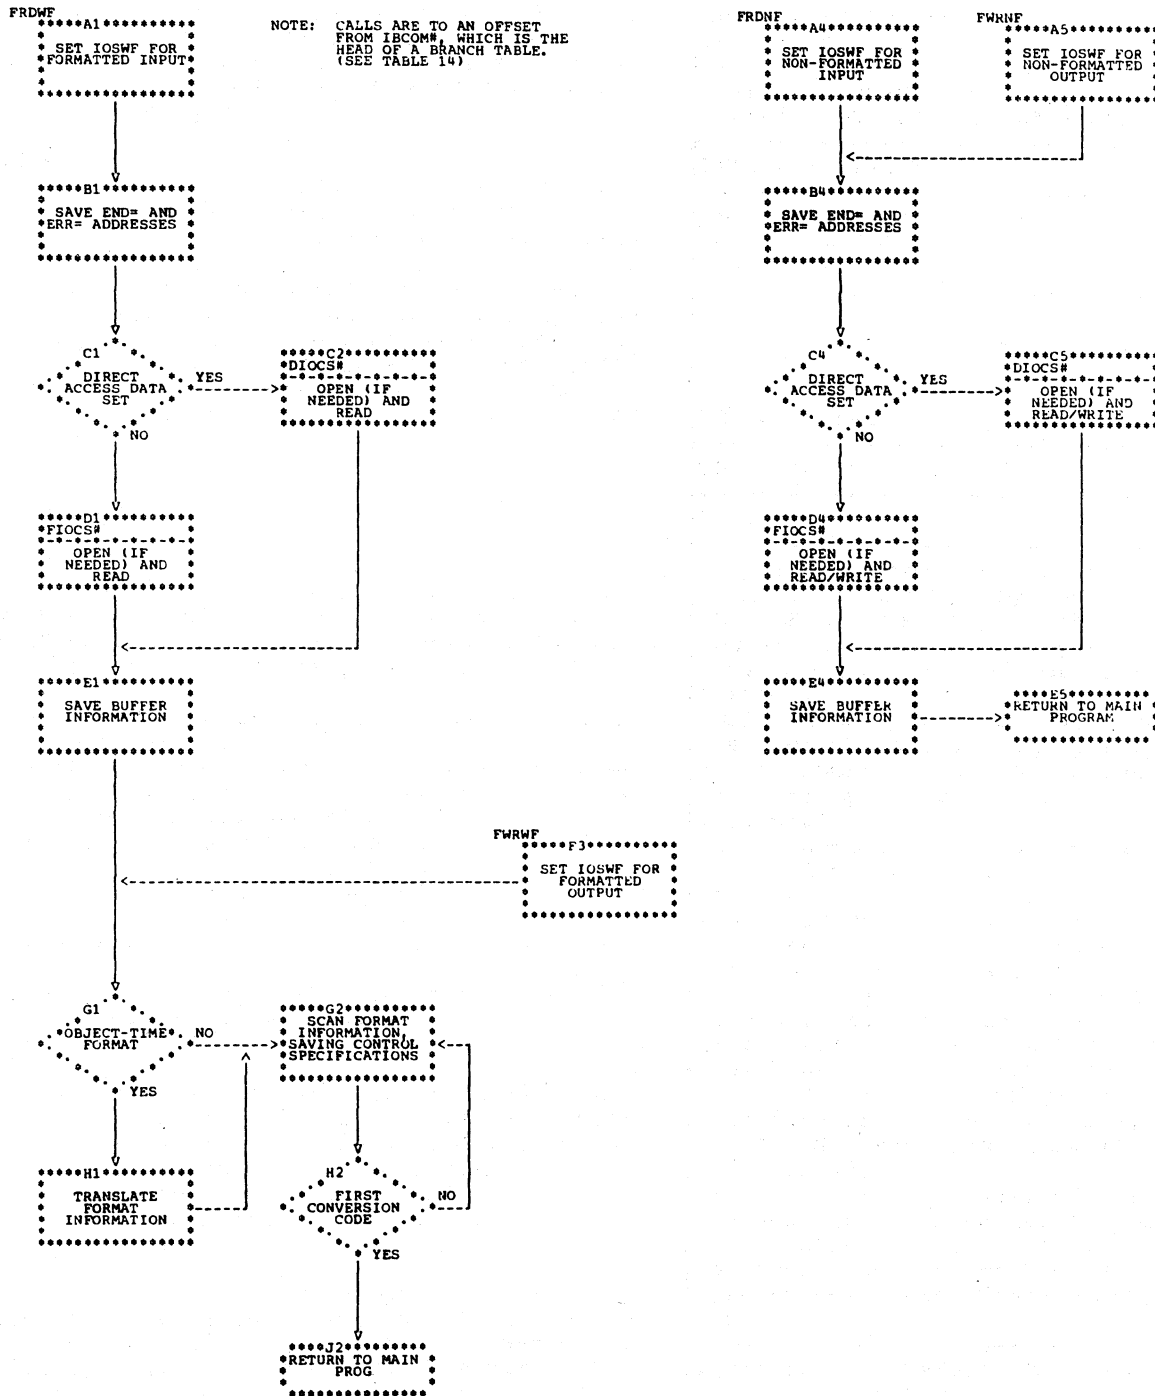 FRDWF
A1
SET IOSWF FOR
FORMATTED INPUT
NOTE: CALLS ARE TO AN OFFSET
FROM IBCOM#, WHICH IS THE
HEAD OF A BRANCH TABLE.
(SEE TABLE 14)
B1
SAVE END= AND
ERR= ADDRESSES
C1
DIRECT
ACCESS DATA
SET
YES
NO
C2
DIOCS#
OPEN (IF
NEEDED) AND
READ
D1
FIOCS#
OPEN (IF
NEEDED) AND
READ
E1
SAVE BUFFER
INFORMATION
FWRWF
F3
SET IOSWF FOR
FORMATTED
OUTPUT
G1
OBJECT-TIME
FORMAT
NO
YES
G2
SCAN FORMAT
INFORMATION,
SAVING CONTROL
SPECIFICATIONS
H1
TRANSLATE
FORMAT
INFORMATION
H2
FIRST
CONVERSION
CODE
NO
YES
J2
RETURN TO MAIN
PROG
FRDNF
A4
SET IOSWF FOR
NON-FORMATTED
INPUT
FWRNF
A5
SET IOSWF FOR
NON-FORMATTED
OUTPUT
B4
SAVE END= AND
ERR= ADDRESSES
C4
DIRECT
ACCESS DATA
SET
YES
NO
C5
DIOCS#
OPEN (IF
NEEDED) AND
READ/WRITE
D4
FIOCS#
OPEN (IF
NEEDED) AND
READ/WRITE
E4
SAVE BUFFER
INFORMATION
E5
RETURN TO MAIN
PROGRAM